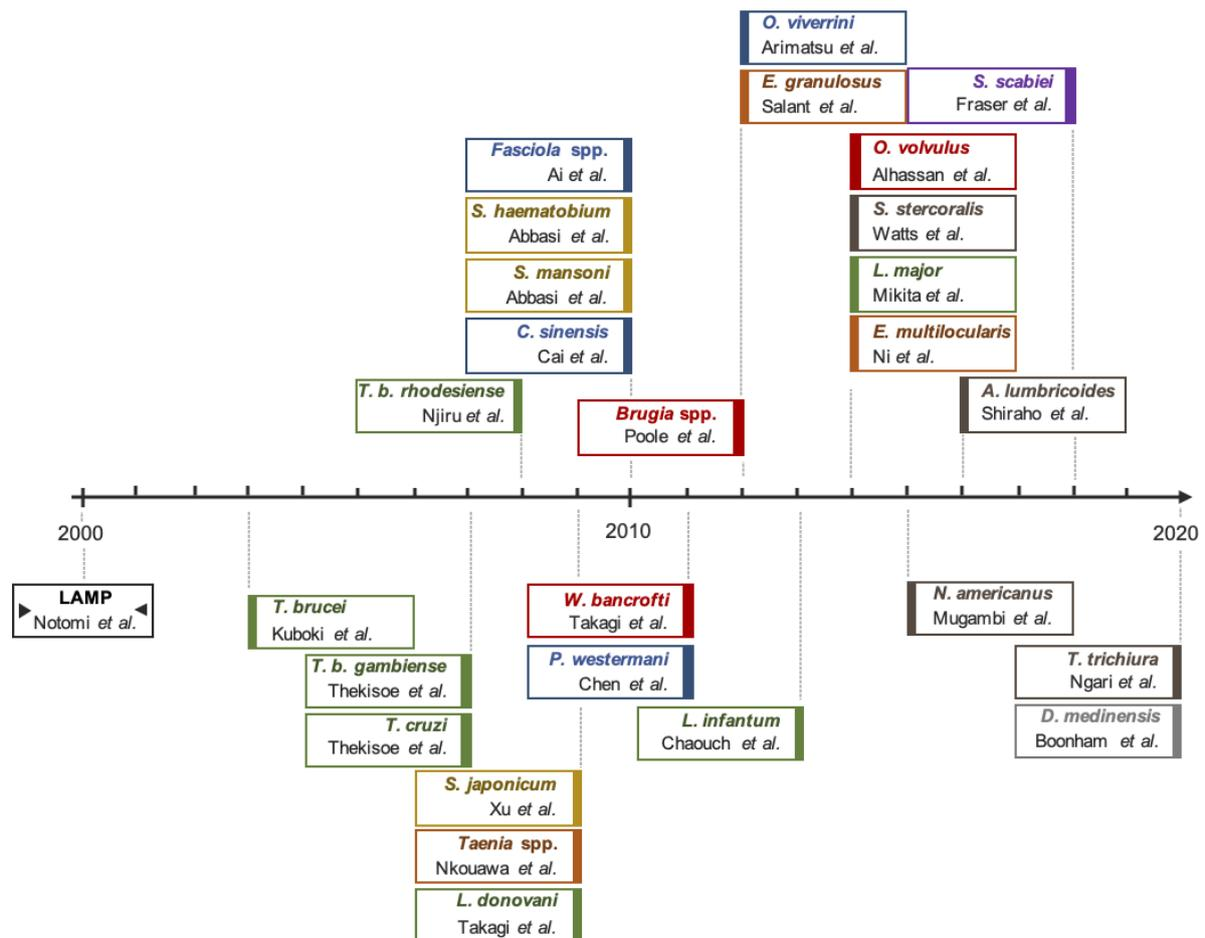 O. viverrini
Arimatsu et al.
E. granulosus
Salant et al.
S. scabiei
Fraser et al.
Fasciola spp.
Ai et al.
S. haematobium
Abbasi et al.
S. mansoni
Abbasi et al.
C. sinensis
Cai et al.
T. b. rhodesiense
Njiru et al.
Brugia spp.
Poole et al.
O. volvulus
Alhassan et al.
S. stercoralis
Watts et al.
L. major
Mikita et al.
E. multilocularis
Ni et al.
A. lumbricoides
Shiraho et al.
2000
2010
2020
LAMP
Notomi et al.
T. brucei
Kuboki et al.
T. b. gambiense
Thekisoe et al.
T. cruzi
Thekisoe et al.
S. japonicum
Xu et al.
Taenia spp.
Nkouawa et al.
L. donovani
Takagi et al.
W. bancrofti
Takagi et al.
P. westermani
Chen et al.
L. infantum
Chaouch et al.
N. americanus
Mugambi et al.
T. trichiura
Ngari et al.
D. medinensis
Boonham et al.